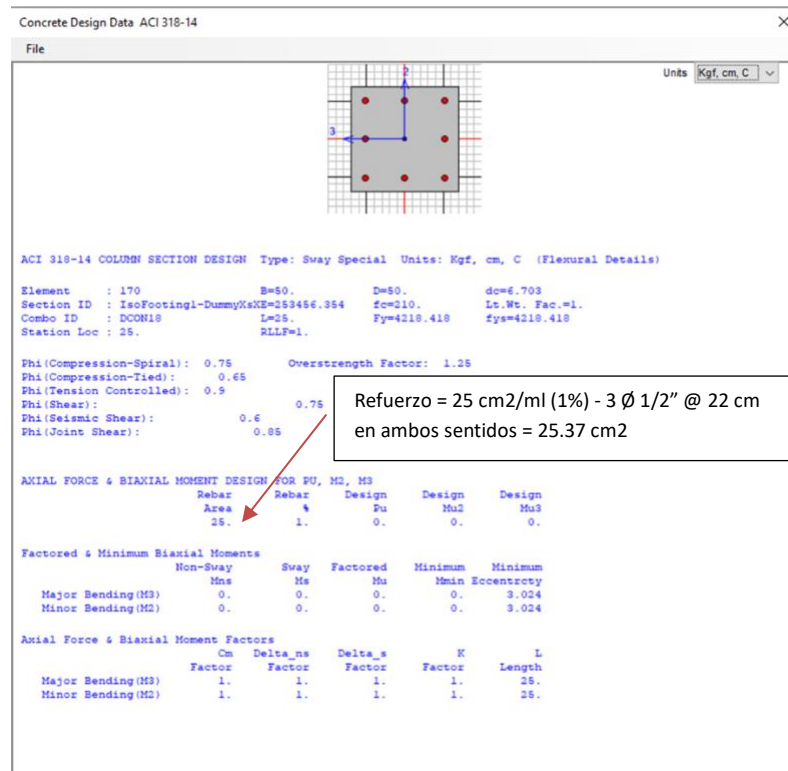 Concrete Design Data ACI 318-14
File
Units Kgf, cm, C
2
3
ACI 318-14 COLUMN SECTION DESIGN Type: Sway Special Units: Kgf, cm, C (Flexural Details)
Element : 170 B=50. D=50. dc=6.703
Section ID : IsoFooting1-DummyXsXE=253456.354 fc=210. Lt.Wt. Fac.=1.
Combo ID : DCON18 L=25. Fy=4218.418 fys=4218.418
Station Loc : 25. RLLF=1.
Phi(Compression-Spiral): 0.75 Overstrength Factor: 1.25
Phi(Compression-Tied): 0.65
Phi(Tension Controlled): 0.9
Phi(Shear): 0.75
Phi(Seismic Shear): 0.6
Phi(Joint Shear): 0.85
Refuerzo = 25 cm2/ml (1%) - 3 Ø 1/2” @ 22 cm
en ambos sentidos = 25.37 cm2
AXIAL FORCE & BIAXIAL MOMENT DESIGN FOR PU, M2, M3
Rebar Rebar Design Design Design
Area % Pu Mu2 Mu3
25. 1. 0. 0. 0.
Factored & Minimum Biaxial Moments
Non-Sway Sway Factored Minimum Minimum
Mns Ms Mu Mmin Eccentrcty
Major Bending(M3) 0. 0. 0. 0. 3.024
Minor Bending(M2) 0. 0. 0. 0. 3.024
Axial Force & Biaxial Moment Factors
Cm Delta_ns Delta_s K L
Factor Factor Factor Factor Length
Major Bending(M3) 1. 1. 1. 1. 25.
Minor Bending(M2) 1. 1. 1. 1. 25.